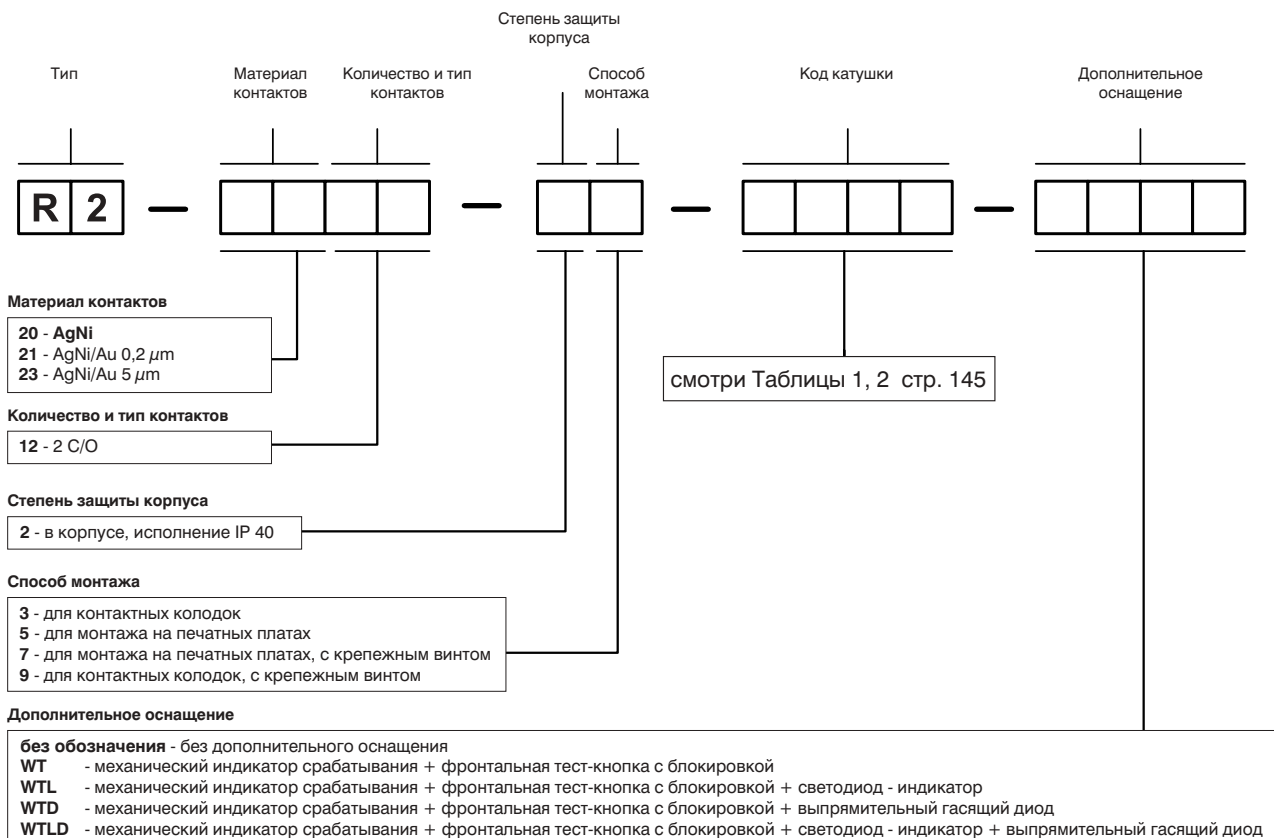 Степень защиты
корпуса
Тип
Материал
контактов
Количество и тип
контактов
Способ
монтажа
Код катушки
Дополнительное
оснащение
R 2 – – – –
Материал контактов
20 - AgNi
21 - AgNi/Au 0,2 µm
23 - AgNi/Au 5 µm
смотри Таблицы 1, 2 стр. 145
Количество и тип контактов
12 - 2 C/O
Степень защиты корпуса
2 - в корпусе, исполнение IP 40
Способ монтажа
3 - для контактных колодок
5 - для монтажа на печатных платах
7 - для монтажа на печатных платах, с крепежным винтом
9 - для контактных колодок, с крепежным винтом
Дополнительное оснащение
без обозначения - без дополнительного оснащения
WT - механический индикатор срабатывания + фронтальная тест-кнопка с блокировкой
WTL - механический индикатор срабатывания + фронтальная тест-кнопка с блокировкой + светодиод - индикатор
WTD - механический индикатор срабатывания + фронтальная тест-кнопка с блокировкой + выпрямительный гасящий диод
WTLD - механический индикатор срабатывания + фронтальная тест-кнопка с блокировкой + светодиод - индикатор + выпрямительный гасящий диод